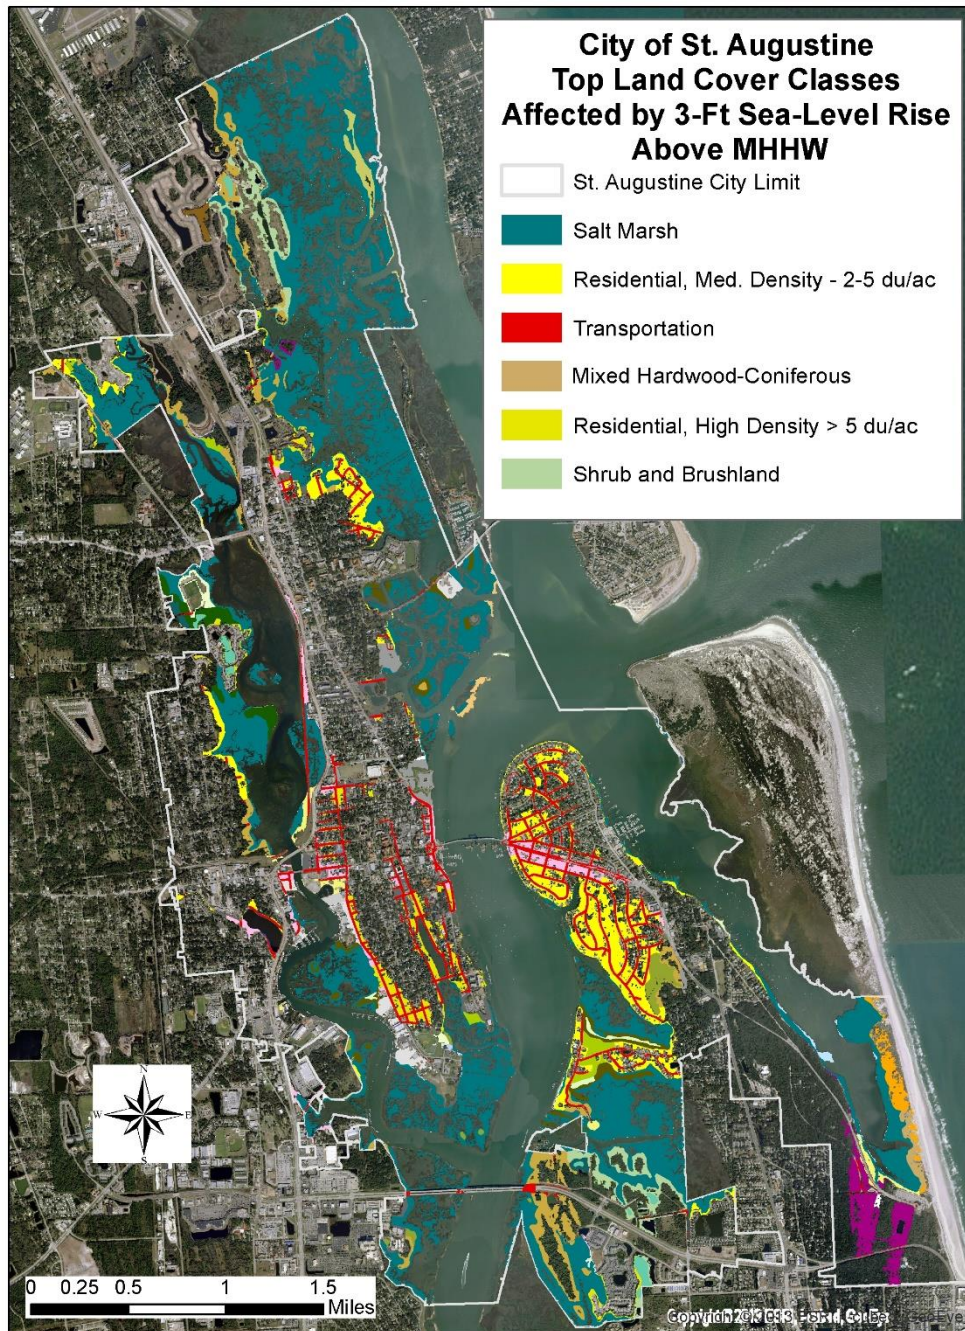 City of St. Augustine
Top Land Cover Classes
Affected by 3-Ft Sea-Level Rise
Above MHHW
St. Augustine City Limit
Salt Marsh
Residential, Med. Density - 2-5 du/ac
Transportation
Mixed Hardwood-Coniferous
Residential, High Density > 5 du/ac
Shrub and Brushland
N
W E
S
0 0.25 0.5 1 1.5
Miles